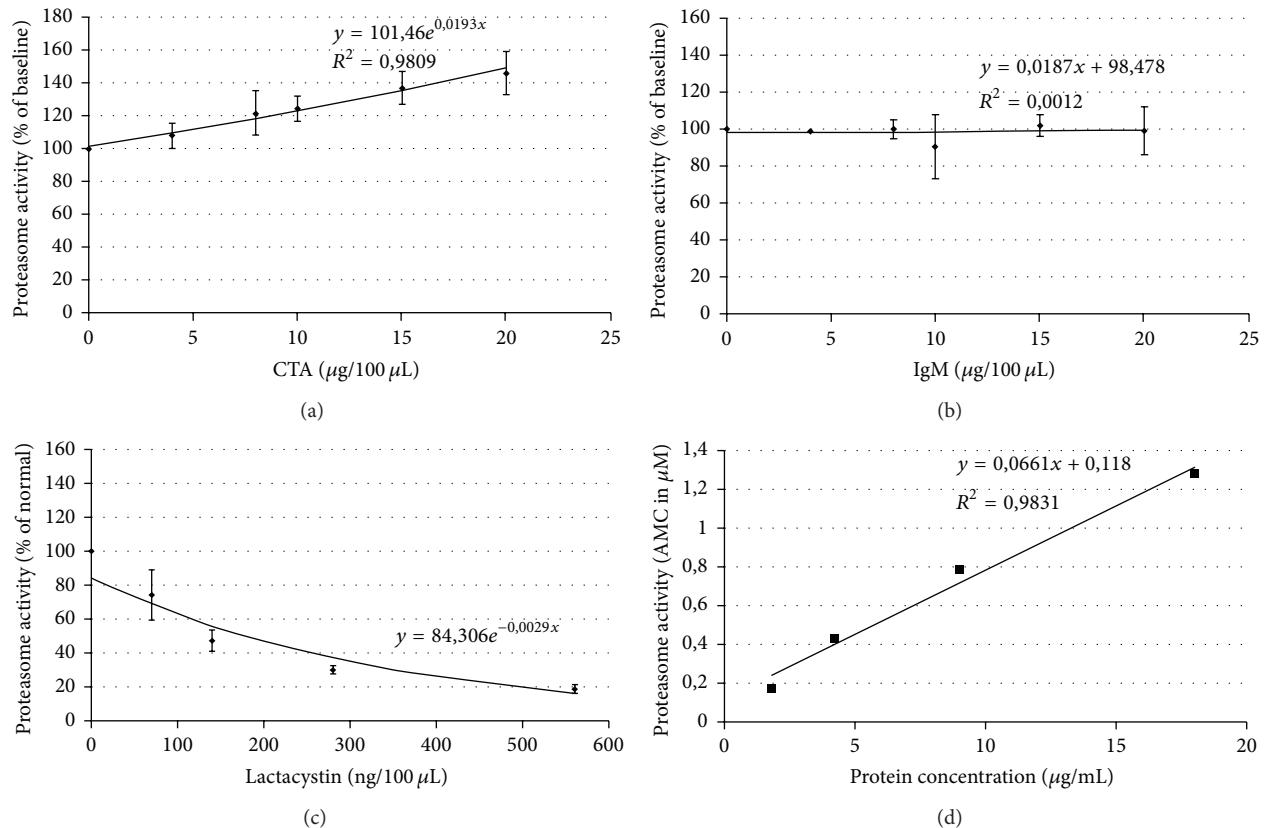 180
160
140
120
100
80
60
40
20
0
Proteasome activity (% of baseline)
y = 101,46e^{0,0193x}
R² = 0,9809
0 5 10 15 20 25
CTA (μg/100 μL)
(a)
160
140
120
100
80
60
40
20
0
Proteasome activity (% of baseline)
y = 0,0187x + 98,478
R² = 0,0012
0 5 10 15 20 25
IgM (μg/100 μL)
(b)
160
140
120
100
80
60
40
20
0
Proteasome activity (% of normal)
y = 84,306e^{−0,0029x}
0 100 200 300 400 500 600
Lactacystin (ng/100 μL)
(c)
1,4
1,2
1
0,8
0,6
0,4
0,2
0
Proteasome activity (AMC in μM)
y = 0,0661x + 0,118
R² = 0,9831
0 5 10 15 20
Protein concentration (μg/mL)
(d)